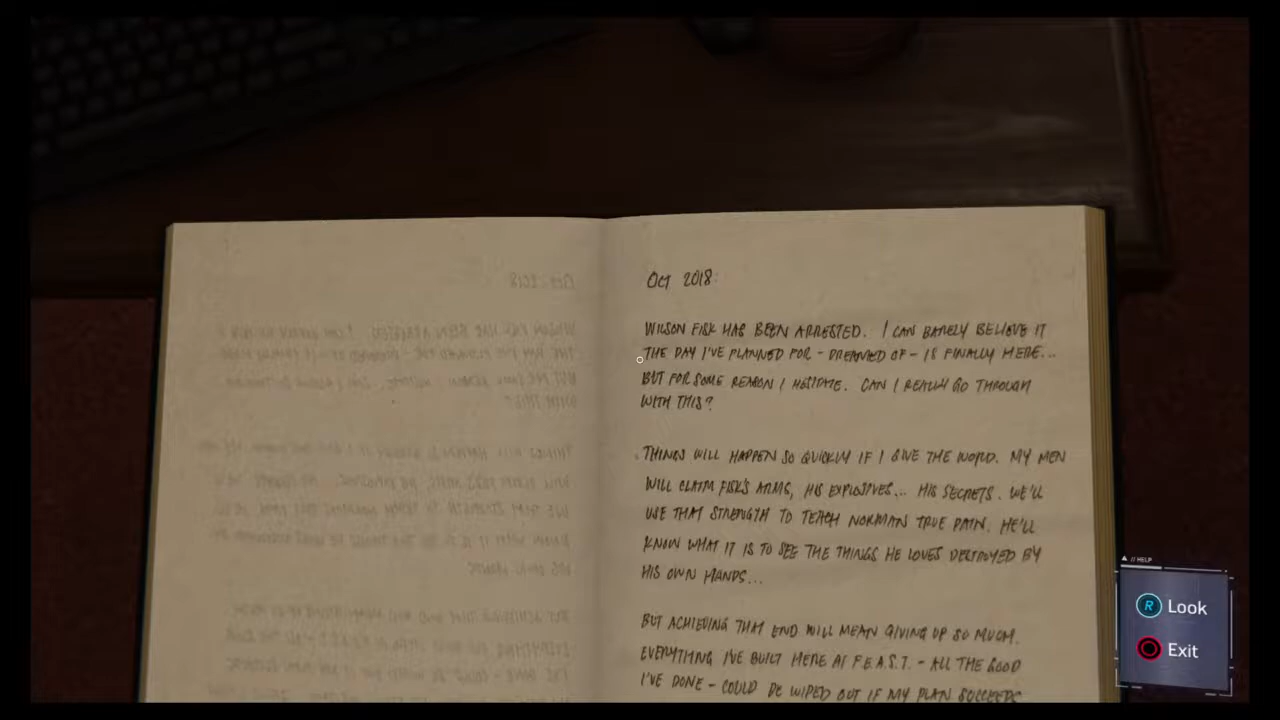 OCT 2018:
WILSON FISK HAS BEEN ARRESTED. I CAN BARELY BELIEVE IT
THE DAY I'VE PLANNED FOR - DREAMED OF - IS FINALLY HERE...
BUT FOR SOME REASON I HESITATE. CAN I REALLY GO THROUGH
WITH THIS?
THINGS WILL HAPPEN SO QUICKLY IF I GIVE THE WORD. MY MEN
WILL CLAIM FISK'S ARMS, HIS EXPLOSIVES... HIS SECRETS. WE'LL
USE THAT STRENGTH TO TEACH NORMAN TRUE PAIN. HE'LL
KNOW WHAT IT IS TO SEE THE THINGS HE LOVES DESTROYED BY
HIS OWN HANDS...
BUT ACHIEVING THAT END WILL MEAN GIVING UP SO MUCH.
EVERYTHING I'VE BUILT HERE AT F.E.A.S.T. - ALL THE GOOD
I'VE DONE - COULD BE WIPED OUT IF MY PLAN SUCCEEDS
// HELP
R Look
Exit